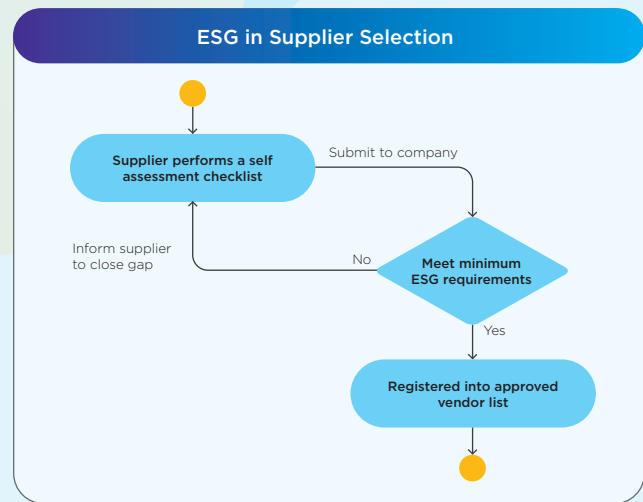 ESG in Supplier Selection
Supplier performs a self
assessment checklist
Submit to company
Inform supplier
to close gap
No
Meet minimum
ESG requirements
Yes
Registered into approved
vendor list